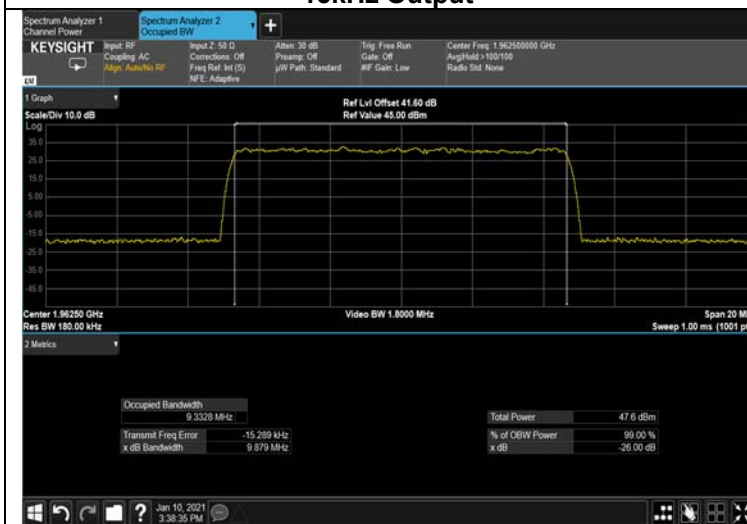 Spectrum Analyzer 1
Channel Power
Spectrum Analyzer 2
Occupied BW
+
KEYSIGHT
Input: RF
Coupling: AC
Align: Auto/No RF
Input Z: 50 Ω
Corrections: Off
Freq Ref: Int (S)
NFE: Adaptive
Atten: 30 dB
Preamp: Off
µW Path: Standard
Trig: Free Run
Gate: Off
#IF Gain: Low
Center Freq: 1.962500000 GHz
Avg|Hold:>100/100
Radio Std: None
1 Graph
Scale/Div 10.0 dB
Ref Lvl Offset 41.60 dB
Ref Value 45.00 dBm
Log
35.0
25.0
15.0
5.00
-5.00
-15.0
-25.0
-35.0
-45.0
Center 1.96250 GHz
Res BW 180.00 kHz
Video BW 1.8000 MHz
Span 20 M
Sweep 1.00 ms (1001 p
2 Metrics
Occupied Bandwidth
9.3328 MHz
Transmit Freq Error -15.289 kHz
x dB Bandwidth 9.879 MHz
Total Power 47.6 dBm
% of OBW Power 99.00 %
x dB -26.00 dB
?
Jan 10, 2021
3:38:35 PM